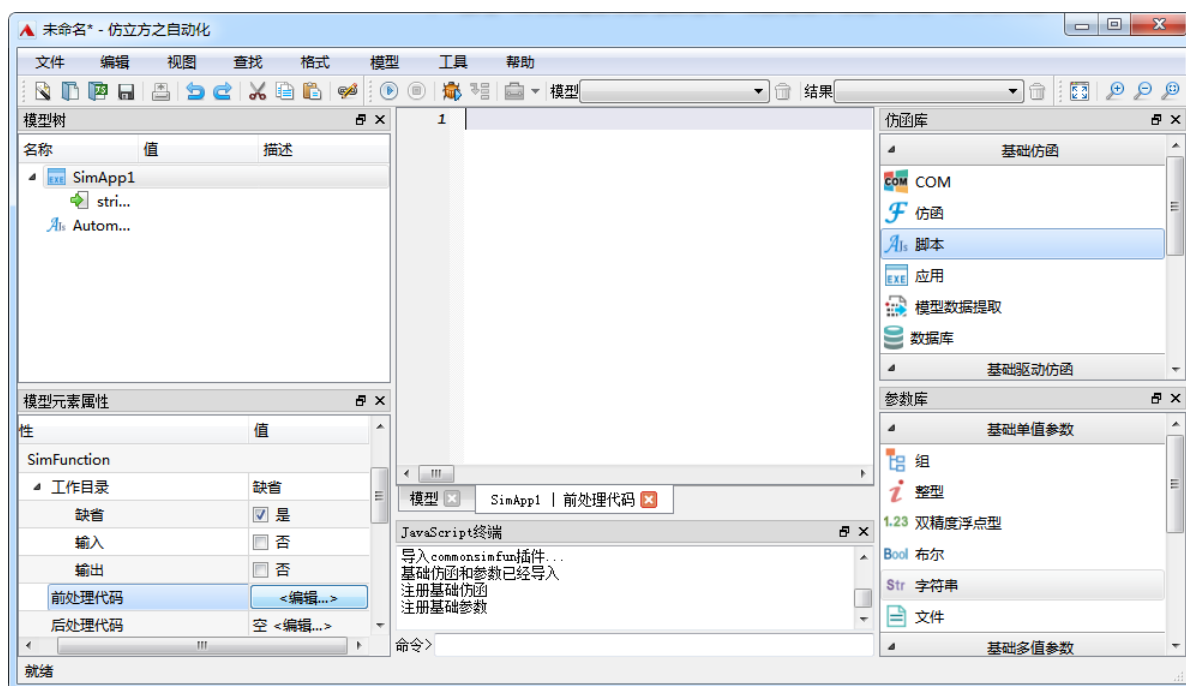 未命名* - 仿立方之自动化
文件 编辑 视图 查找 格式 模型 工具 帮助
模型 结果
模型树
名称 值 描述
SimApp1
stri...
Autom...
模型元素属性
性 值
SimFunction
工作目录 缺省
缺省 是
输入 否
输出 否
前处理代码 <编辑...>
后处理代码 空 <编辑...>
1
模型 SimApp1 | 前处理代码
JavaScript终端
导入commonsimfun插件...
基础仿函和参数已经导入
注册基础仿函
注册基础参数
命令>
仿函库
基础仿函
COM COM
仿函
脚本
EXE 应用
模型数据提取
数据库
基础驱动仿函
参数库
基础单值参数
组
整型
1.23 双精度浮点型
Bool 布尔
Str 字符串
文件
基础多值参数
就绪